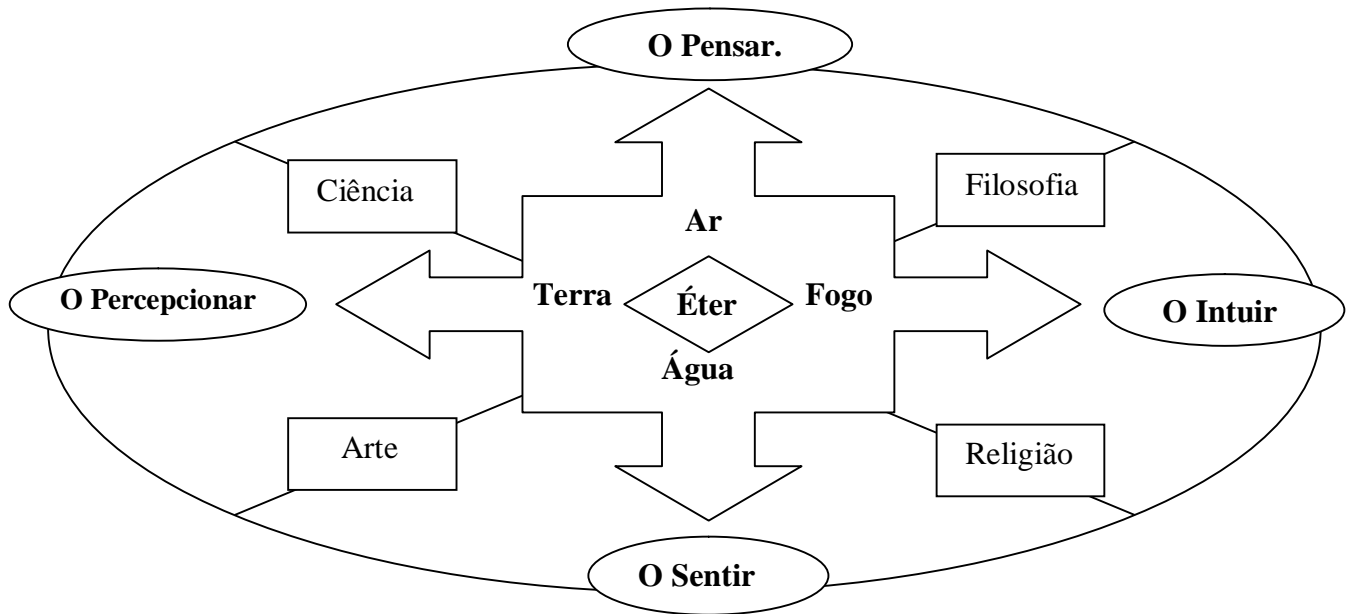 O Pensar.
Ciência
Filosofia
Ar
O Percepcionar
Terra
Éter
Fogo
O Intuir
Água
Arte
Religião
O Sentir